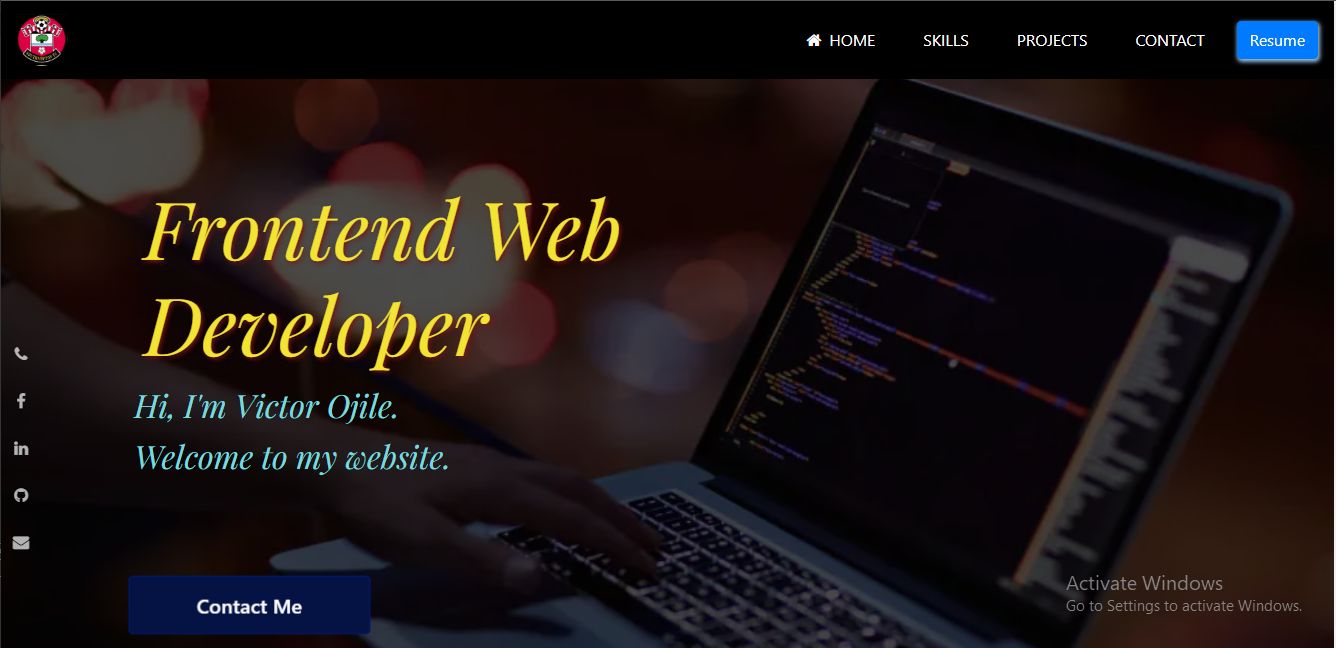 HOME SKILLS PROJECTS CONTACT Resume
Frontend Web
Developer
Hi, I'm Victor Ojile.
Welcome to my website.
Contact Me
Activate Windows
Go to Settings to activate Windows.